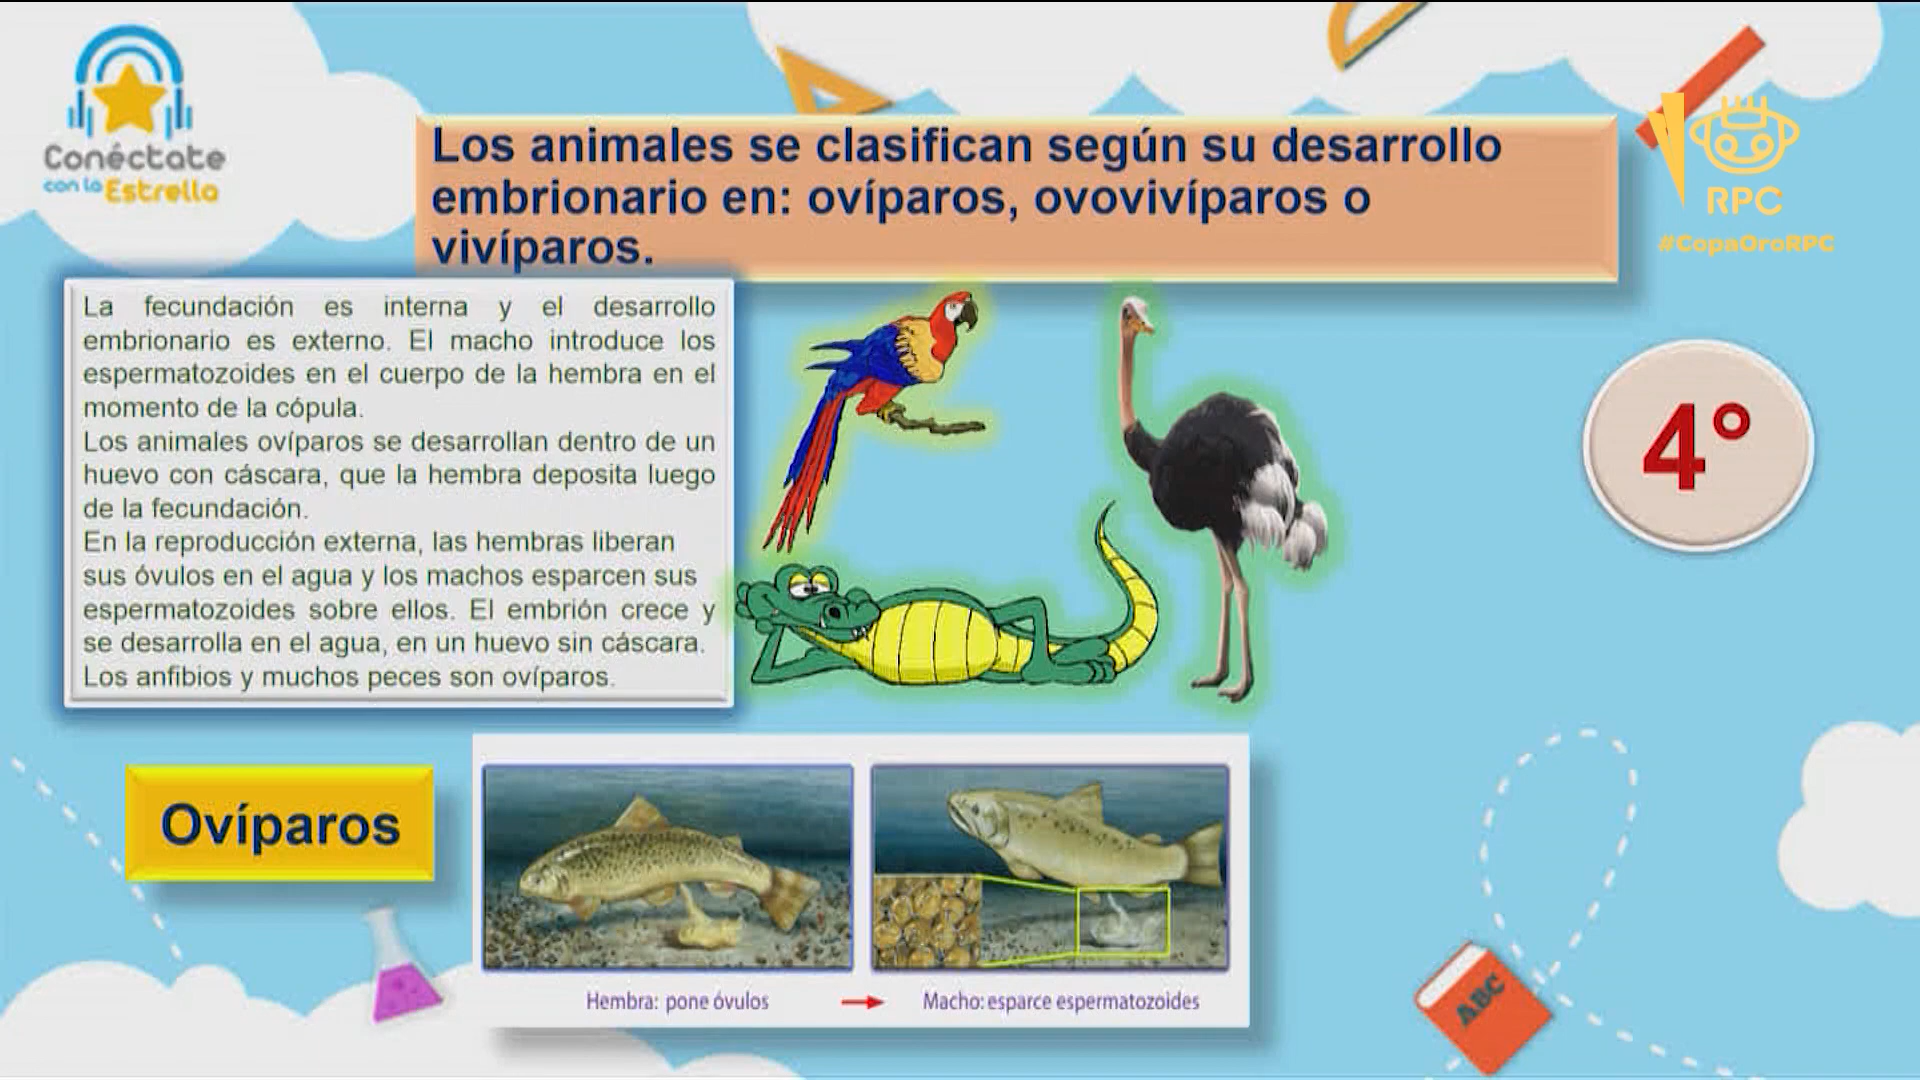 Conéctate
con la Estrella
Los animales se clasifican según su desarrollo
embrionario en: ovíparos, ovovivíparos o
vivíparos.
RPC
#CopaOroRPC
La fecundación es interna y el desarrollo
embrionario es externo. El macho introduce los
espermatozoides en el cuerpo de la hembra en el
momento de la cópula.
Los animales ovíparos se desarrollan dentro de un
huevo con cáscara, que la hembra deposita luego
de la fecundación.
En la reproducción externa, las hembras liberan
sus óvulos en el agua y los machos esparcen sus
espermatozoides sobre ellos. El embrión crece y
se desarrolla en el agua, en un huevo sin cáscara.
Los anfibios y muchos peces son ovíparos.
4°
Ovíparos
Hembra: pone óvulos
Macho: esparce espermatozoides
ABC